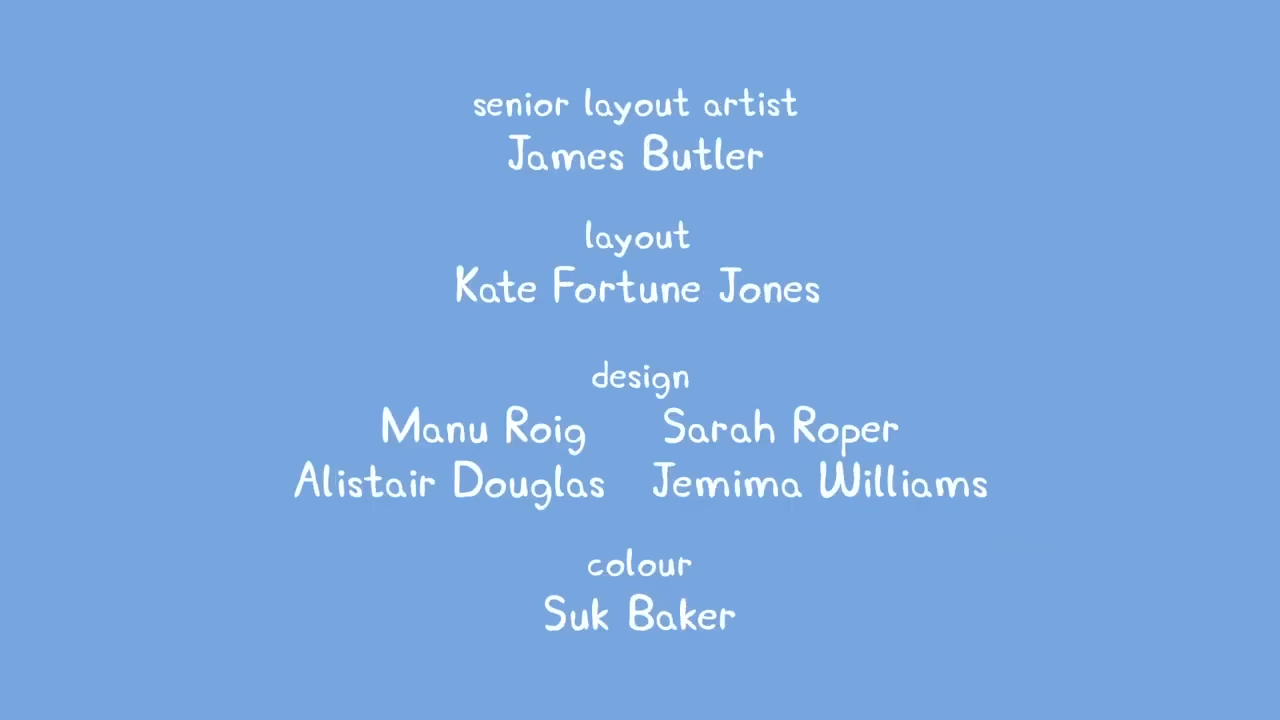 senior layout artist
James Butler
layout
Kate Fortune Jones
design
Manu Roig Sarah Roper
Alistair Douglas Jemima Williams
colour
Suk Baker